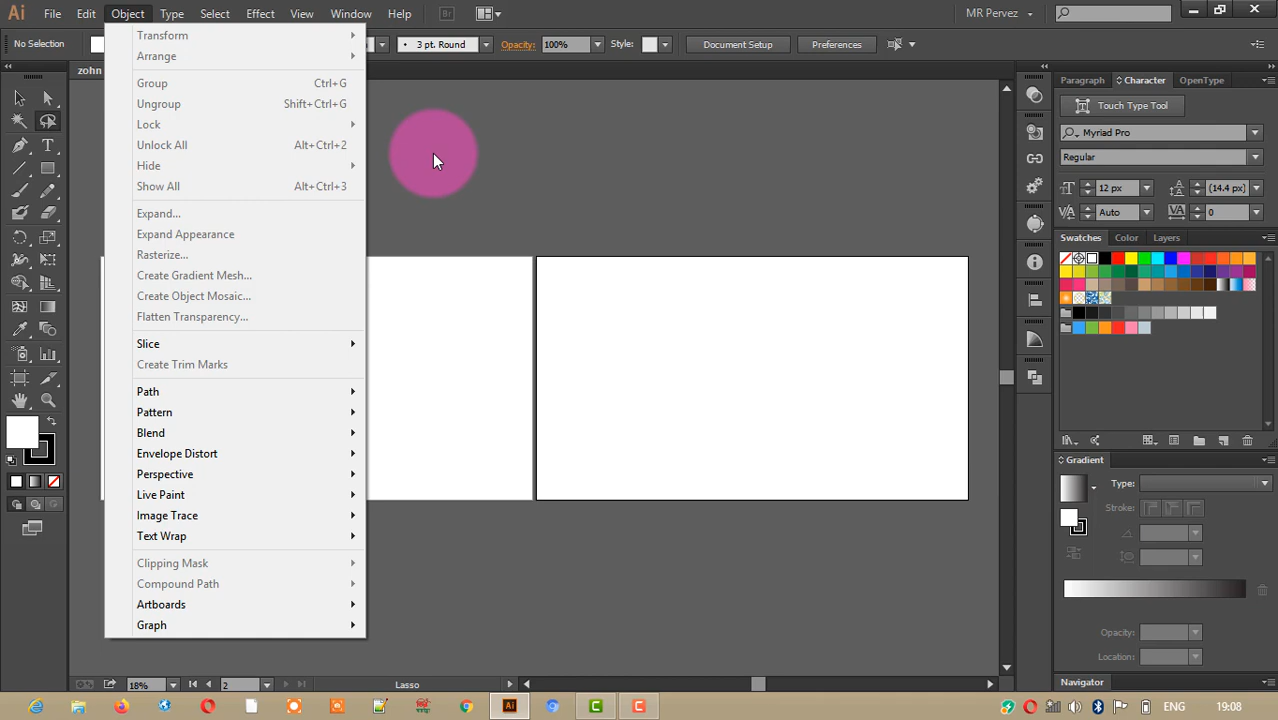 Ai File Edit Object Type Select Effect View Window Help Br MR Pervez
No Selection 3 pt. Round Opacity: 100% Style: Document Setup Preferences
zohn
Transform
Arrange
Group Ctrl+G
Ungroup Shift+Ctrl+G
Lock
Unlock All Alt+Ctrl+2
Hide
Show All Alt+Ctrl+3
Expand...
Expand Appearance
Rasterize...
Create Gradient Mesh...
Create Object Mosaic...
Flatten Transparency...
Slice
Create Trim Marks
Path
Pattern
Blend
Envelope Distort
Perspective
Live Paint
Image Trace
Text Wrap
Clipping Mask
Compound Path
Artboards
Graph
Paragraph Character OpenType
Touch Type Tool
Myriad Pro
Regular
12 px (14.4 px)
Auto 0
Swatches Color Layers
Gradient
Type:
Stroke:
Opacity:
Location:
Navigator
18% 2 Lasso
Ai 19:08